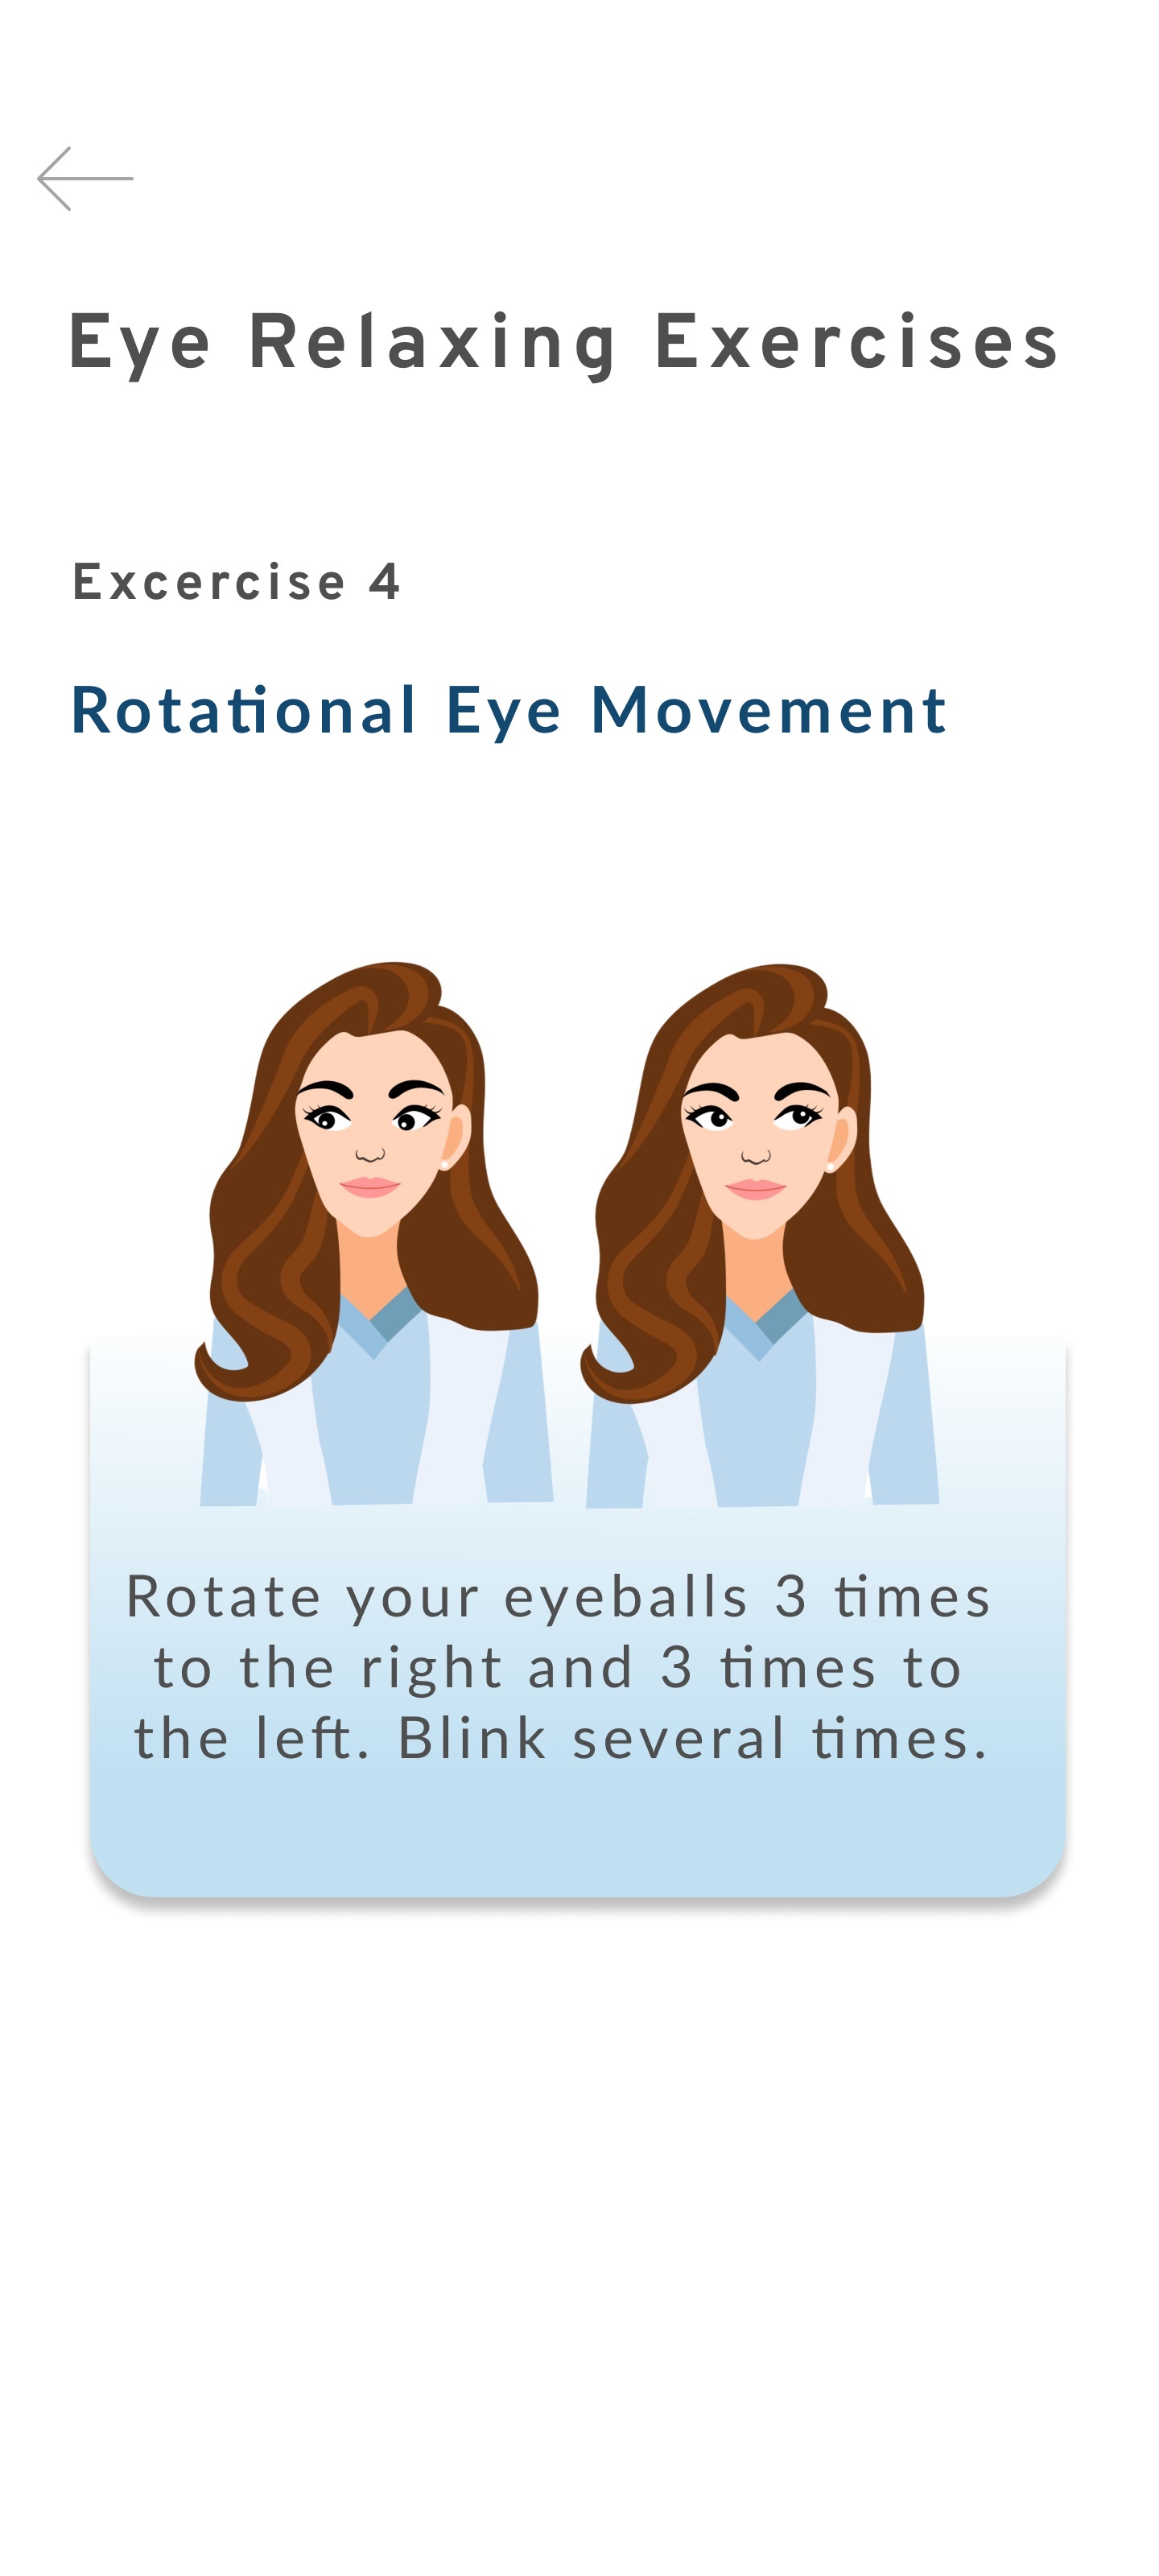 Eye Relaxing Exercises
Excercise 4
Rotational Eye Movement
Rotate your eyeballs 3 times
to the right and 3 times to
the left. Blink several times.